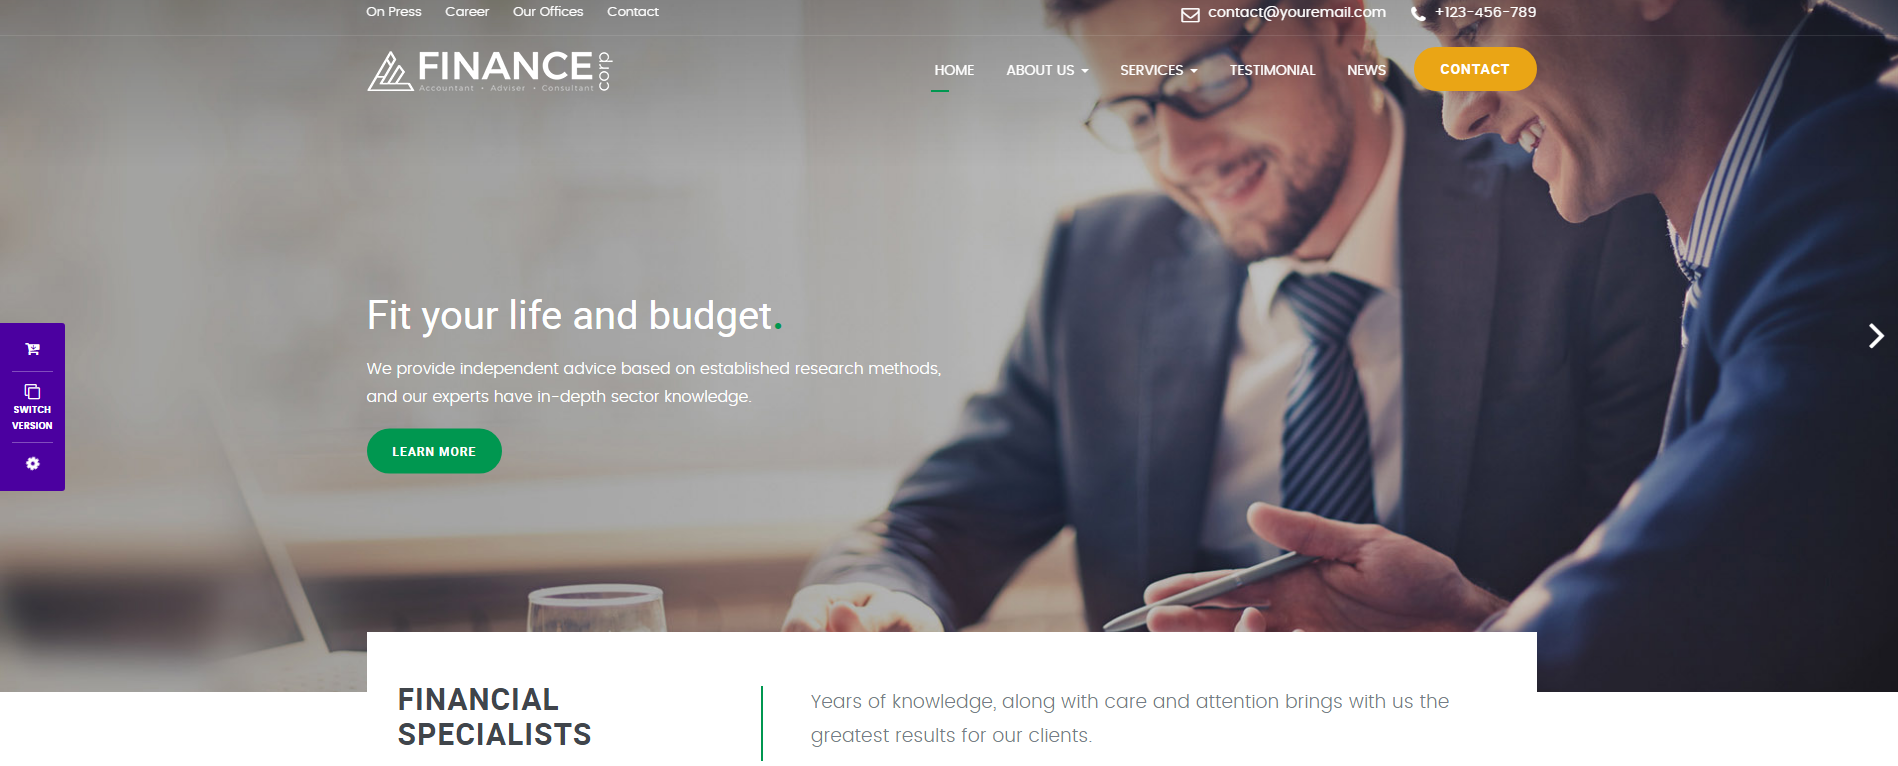 On Press Career Our Offices Contact contact@youremail.com +123-456-789
FINANCE corp
Accountant • Adviser • Consultant
HOME ABOUT US SERVICES TESTIMONIAL NEWS CONTACT
Fit your life and budget.
We provide independent advice based on established research methods,
and our experts have in-depth sector knowledge.
SWITCH
VERSION
LEARN MORE
FINANCIAL
SPECIALISTS
Years of knowledge, along with care and attention brings with us the
greatest results for our clients.